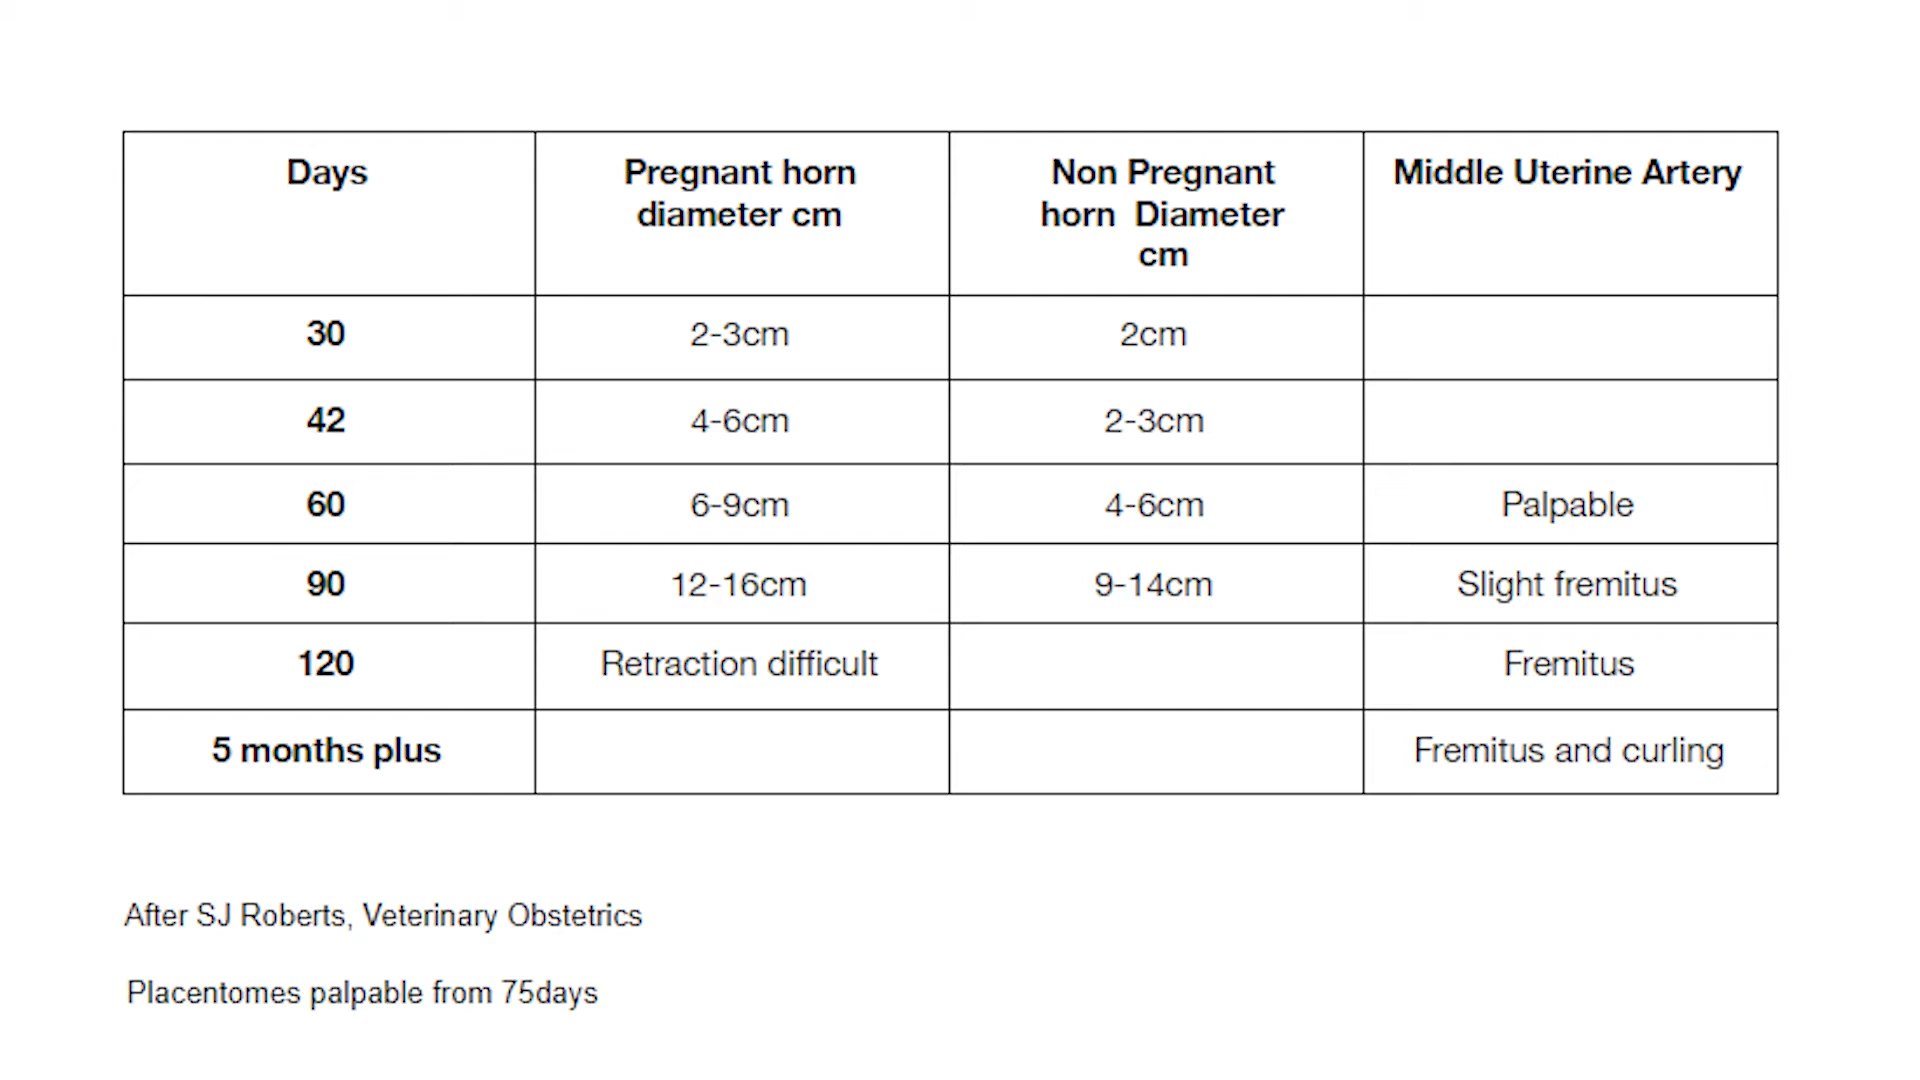 Days
Pregnant horn
diameter cm
Non Pregnant
horn Diameter
cm
Middle Uterine Artery
30 2-3cm 2cm
42 4-6cm 2-3cm
60 6-9cm 4-6cm Palpable
90 12-16cm 9-14cm Slight fremitus
120 Retraction difficult Fremitus
5 months plus Fremitus and curling
After SJ Roberts, Veterinary Obstetrics
Placentomes palpable from 75days